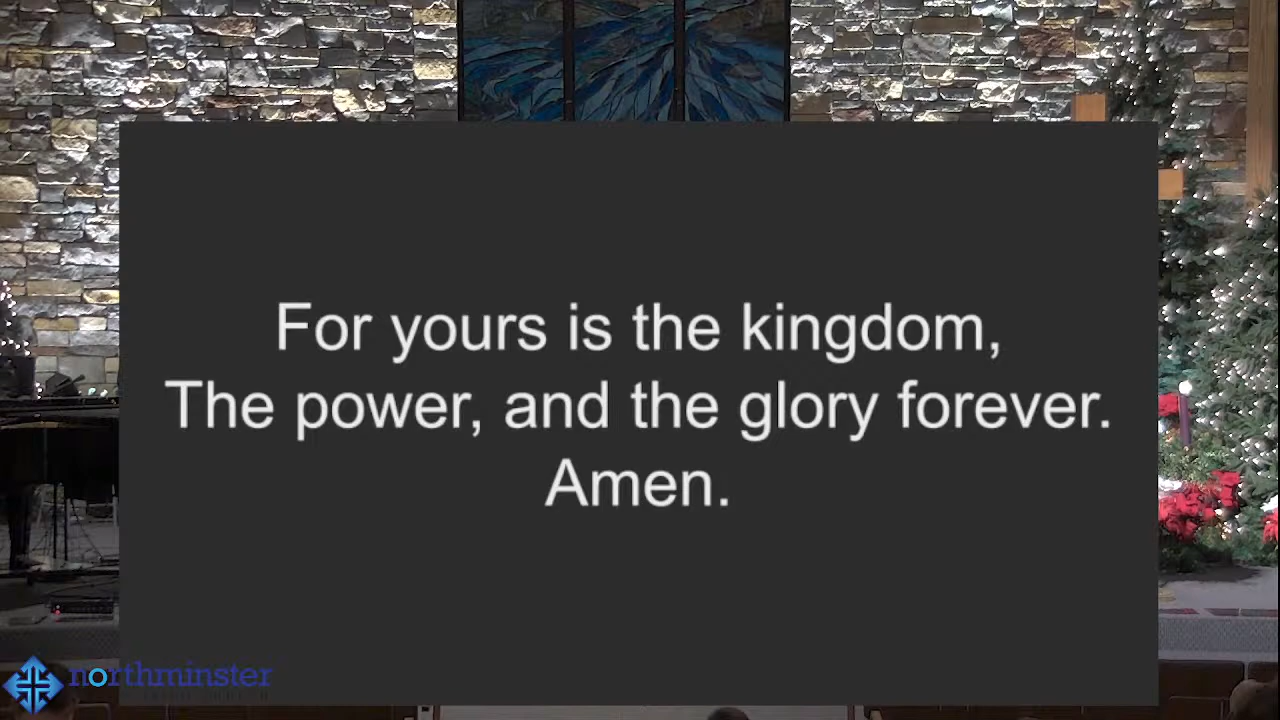 For yours is the kingdom,
The power, and the glory forever.
Amen.
northminster